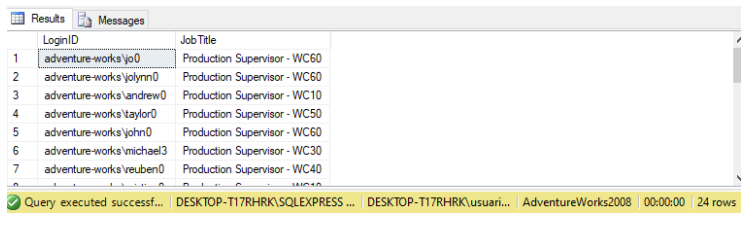 Results Messages
LoginID JobTitle
1 adventure-works\jo0 Production Supervisor - WC60
2 adventure-works\jolynn0 Production Supervisor - WC60
3 adventure-works\andrew0 Production Supervisor - WC10
4 adventure-works\taylor0 Production Supervisor - WC50
5 adventure-works\john0 Production Supervisor - WC60
6 adventure-works\michael3 Production Supervisor - WC30
7 adventure-works\reuben0 Production Supervisor - WC40
Query executed successf... DESKTOP-T17RHRK\SQLEXPRESS ... DESKTOP-T17RHRK\usuari... AdventureWorks2008 00:00:00 24 rows